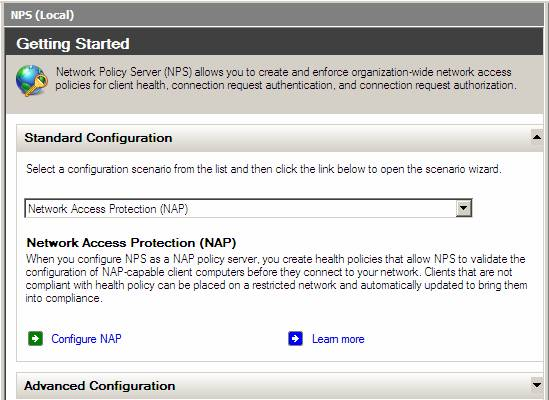 NPS (Local)
Getting Started
Network Policy Server (NPS) allows you to create and enforce organization-wide network access
policies for client health, connection request authentication, and connection request authorization.
Standard Configuration
Select a configuration scenario from the list and then click the link below to open the scenario wizard.
Network Access Protection (NAP)
Network Access Protection (NAP)
When you configure NPS as a NAP policy server, you create health policies that allow NPS to validate the
configuration of NAP-capable client computers before they connect to your network. Clients that are not
compliant with health policy can be placed on a restricted network and automatically updated to bring them
into compliance.
Configure NAP
Learn more
Advanced Configuration